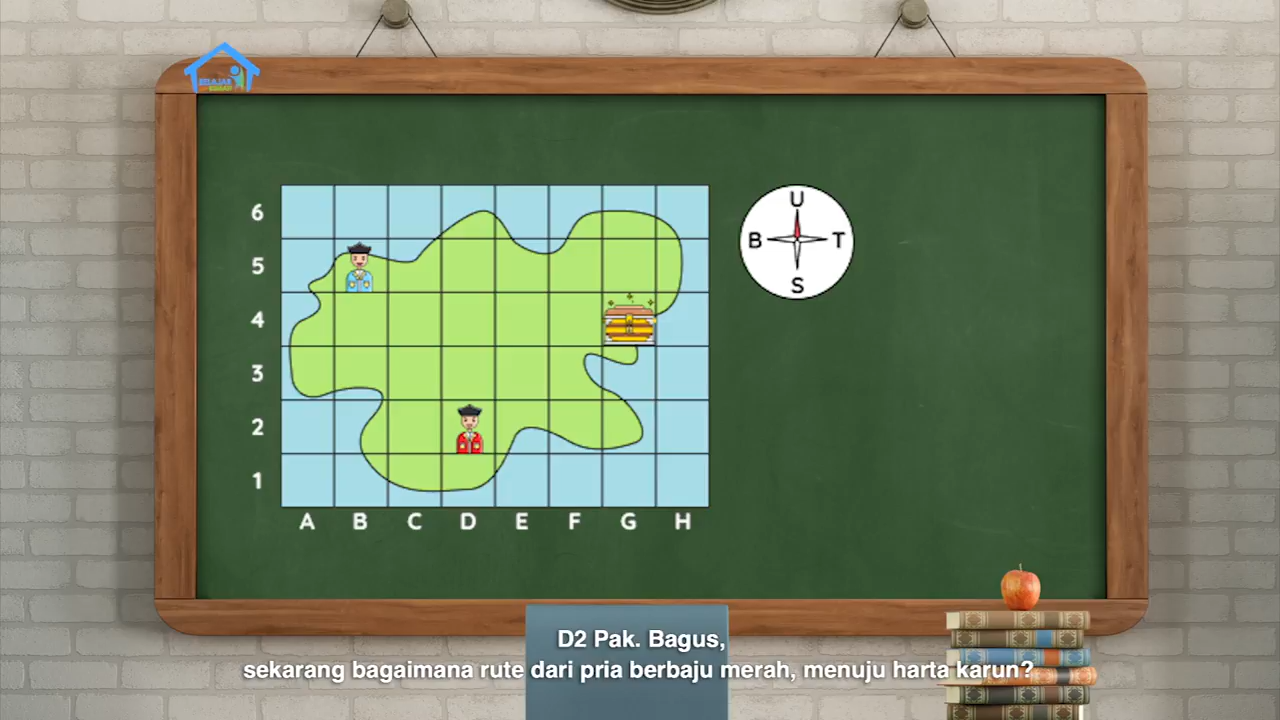 BELAJAR
6
5
4
3
2
1
A B C D E F G H
U
B T
S
D2 Pak. Bagus,
sekarang bagaimana rute dari pria berbaju merah, menuju harta karun?